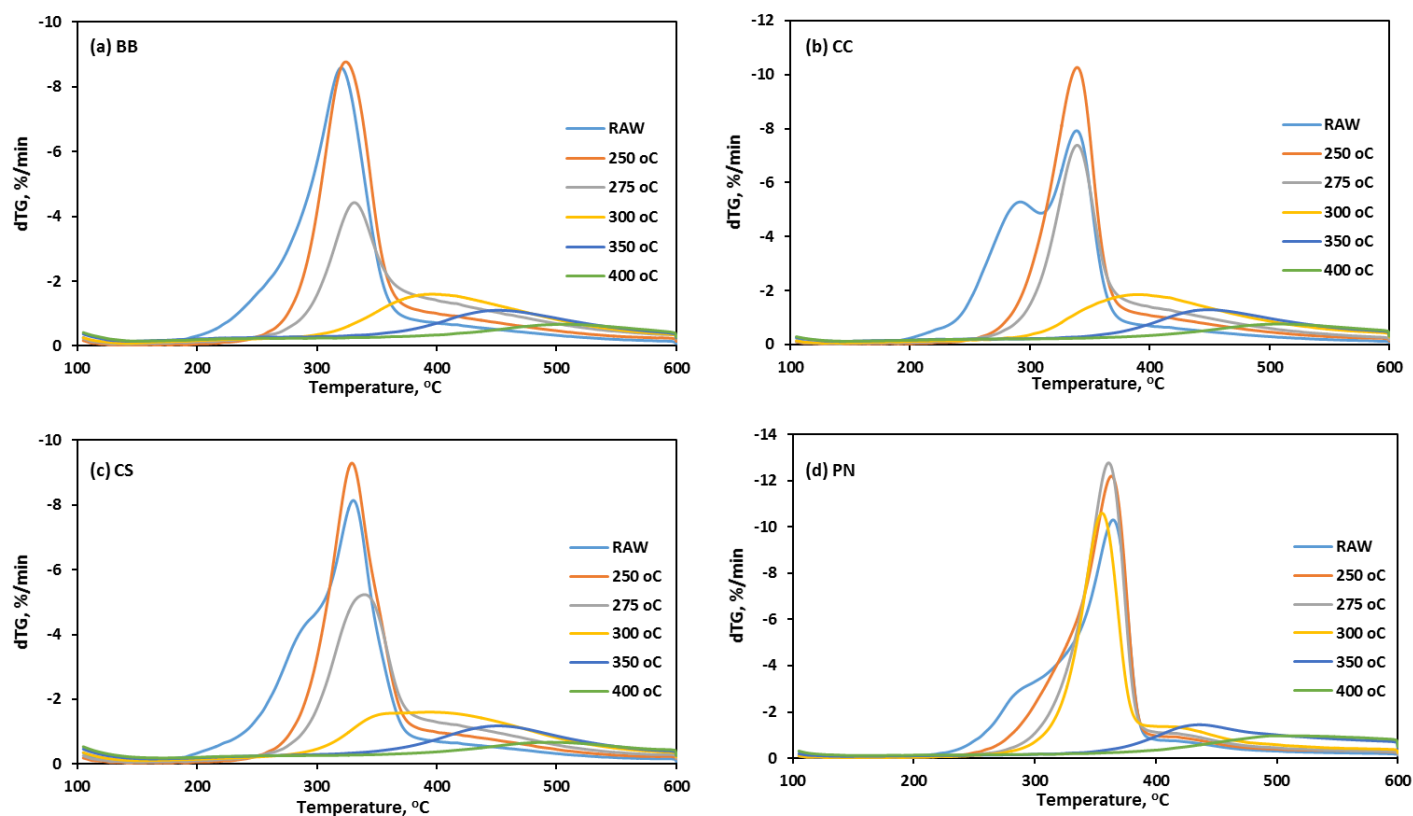 (a) BB
dTG, %/min
-10
-8
-6
-4
-2
0
100
200
300
400
500
600
Temperature, °C
RAW
250 oC
275 oC
300 oC
350 oC
400 oC
(b) CC
dTG, %/min
-12
-10
-8
-6
-4
-2
0
100
200
300
400
500
600
Temperature, °C
RAW
250 oC
275 oC
300 oC
350 oC
400 oC
(c) CS
dTG, %/min
-10
-8
-6
-4
-2
0
100
200
300
400
500
600
Temperature, °C
RAW
250 oC
275 oC
300 oC
350 oC
400 oC
(d) PN
dTG, %/min
-14
-12
-10
-8
-6
-4
-2
0
100
200
300
400
500
600
Temperature, °C
RAW
250 oC
275 oC
300 oC
350 oC
400 oC